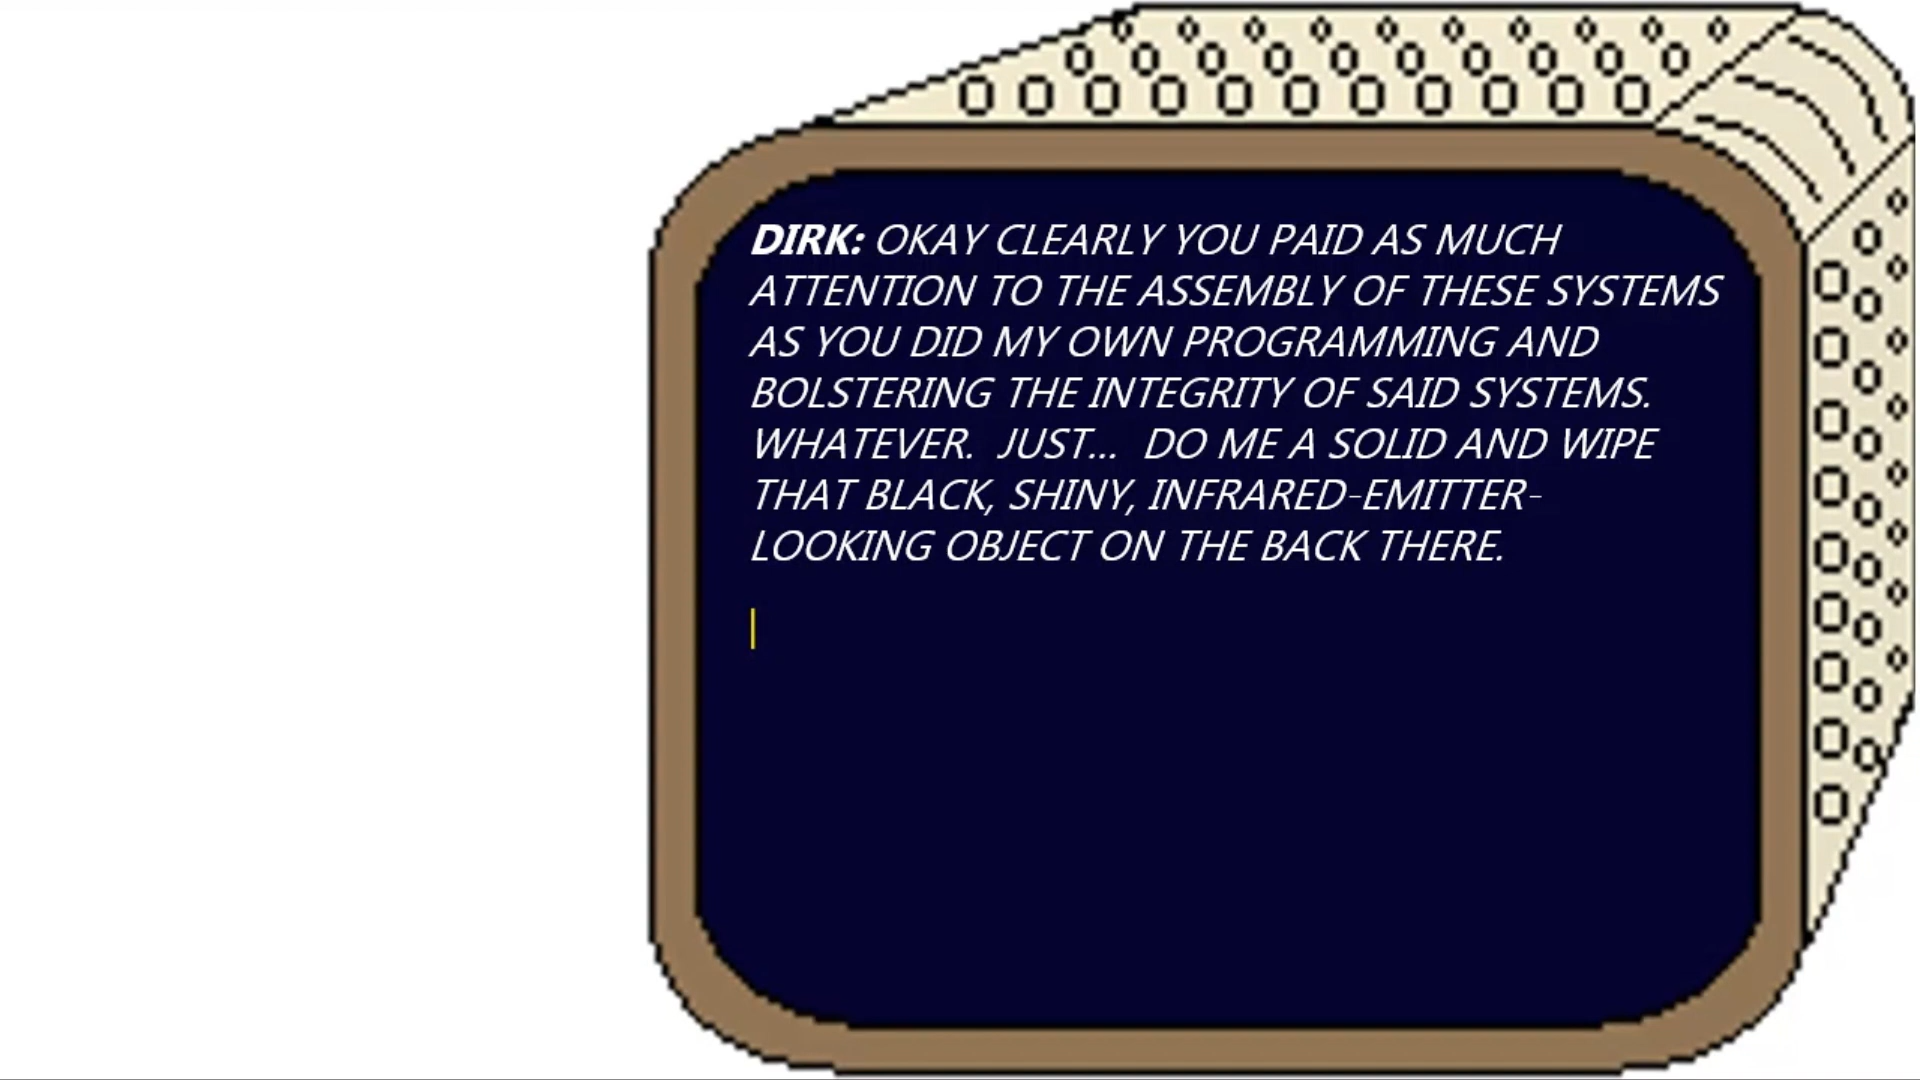 DIRK: OKAY CLEARLY YOU PAID AS MUCH
ATTENTION TO THE ASSEMBLY OF THESE SYSTEMS
AS YOU DID MY OWN PROGRAMMING AND
BOLSTERING THE INTEGRITY OF SAID SYSTEMS.
WHATEVER.  JUST...  DO ME A SOLID AND WIPE
THAT BLACK, SHINY, INFRARED-EMITTER-
LOOKING OBJECT ON THE BACK THERE.